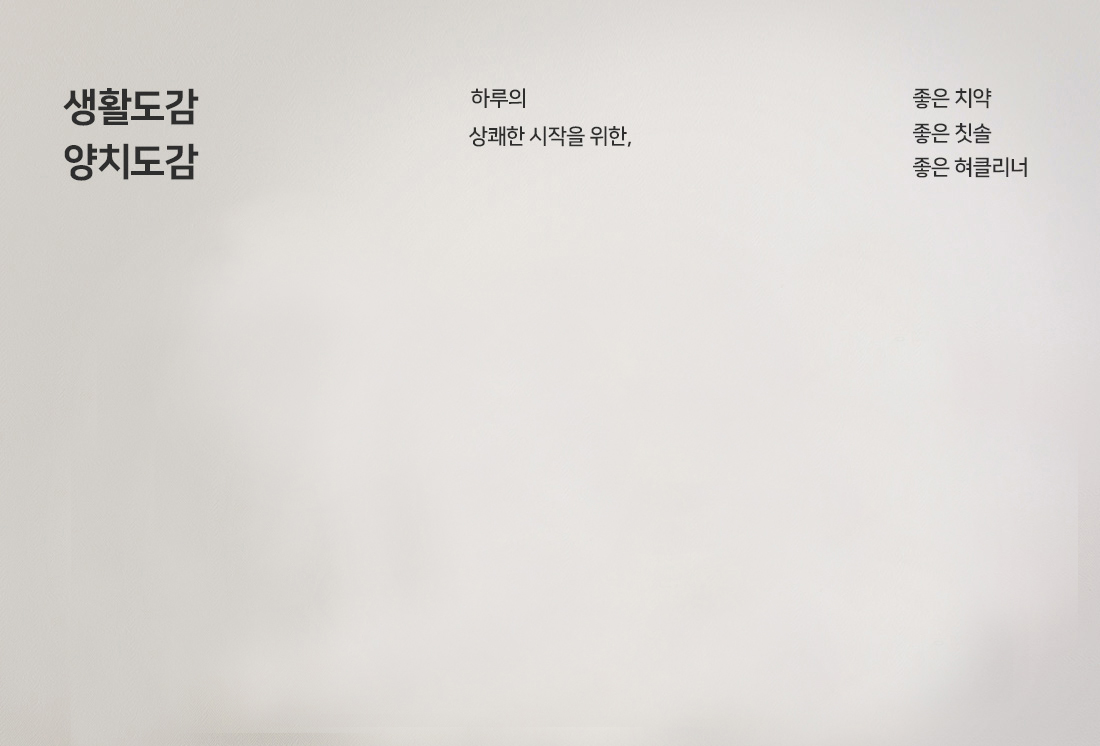 생활도감
양치도감
하루의
상쾌한 시작을 위한,
좋은 치약
좋은 칫솔
좋은 혀클리너